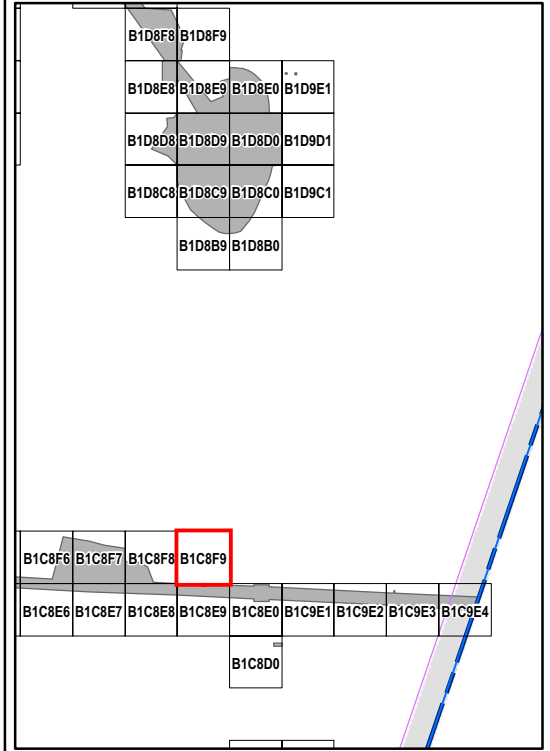 B1D8F8 B1D8F9
B1D8E8 B1D8E9 B1D8E0 B1D9E1
B1D8D8 B1D8D9 B1D8D0 B1D9D1
B1D8C8 B1D8C9 B1D8C0 B1D9C1
B1D8B9 B1D8B0
B1C8F6 B1C8F7 B1C8F8 B1C8F9
B1C8E6 B1C8E7 B1C8E8 B1C8E9 B1C8E0 B1C9E1 B1C9E2 B1C9E3 B1C9E4
B1C8D0